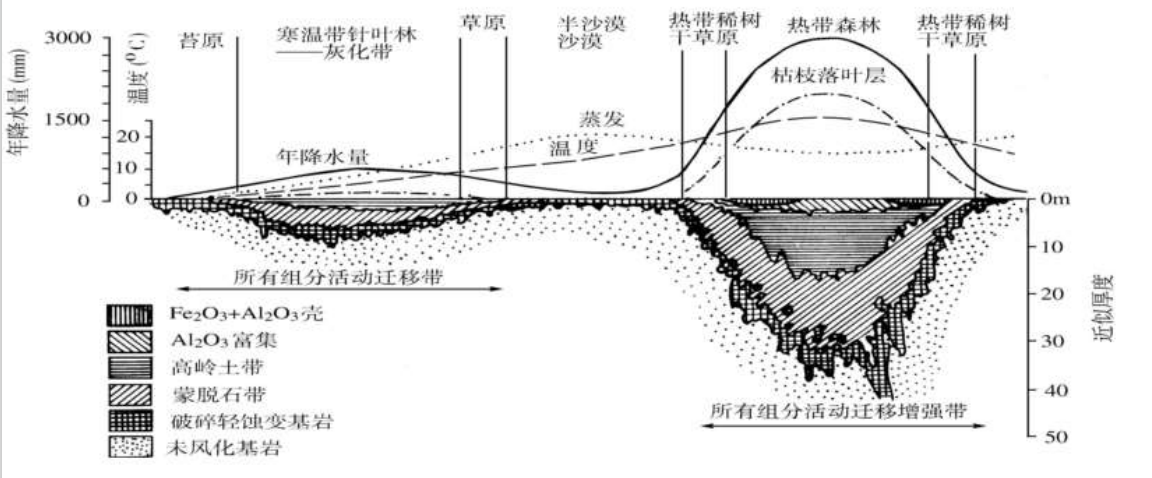 苔原
寒温带针叶林
——灰化带
草原
半沙漠
沙漠
热带稀树
干草原
热带森林
热带稀树
干草原
年降水量 (mm)
3000
1500
0
温度 (⁰C)
20
10
0
枯枝落叶层
蒸发
温度
年降水量
0m
10
20
30
40
50
近似厚度
所有组分活动迁移带
所有组分活动迁移增强带
Fe₂O₃+Al₂O₃壳
Al₂O₃富集
高岭土带
蒙脱石带
破碎轻蚀变基岩
未风化基岩